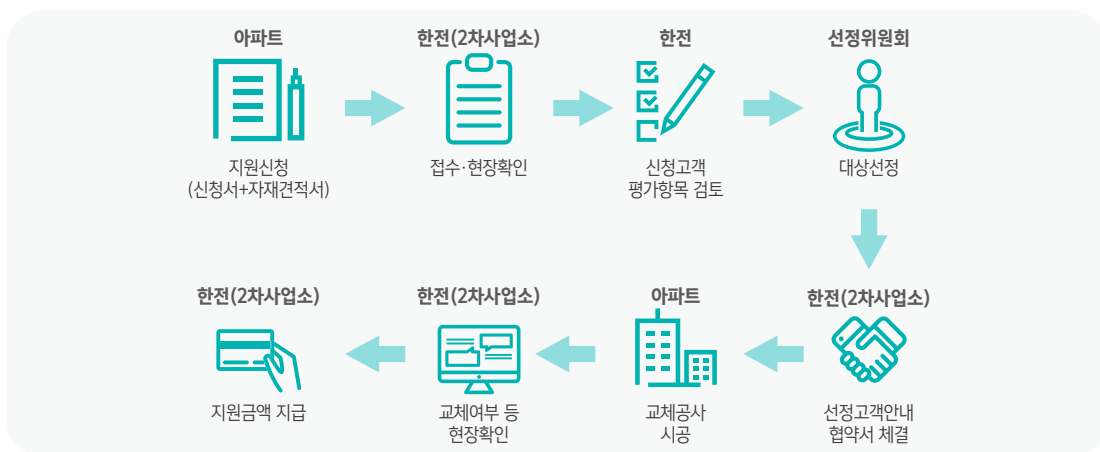 아파트
지원신청
(신청서+자재견적서)
한전(2차사업소)
접수·현장확인
한전
신청고객
평가항목 검토
선정위원회
대상선정
한전(2차사업소)
선정고객안내
협약서 체결
아파트
교체공사
시공
한전(2차사업소)
교체여부 등
현장확인
한전(2차사업소)
지원금액 지급